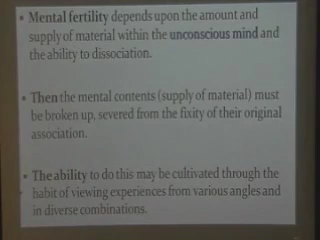 • Mental fertility depends upon the amount and
supply of material within the unconscious mind and
the ability to dissociation.
• Then the mental contents (supply of material) must
be broken up, severed from the fixity of their original
association.
• The ability to do this may be cultivated through the
habit of viewing experiences from various angles and
in diverse combinations.